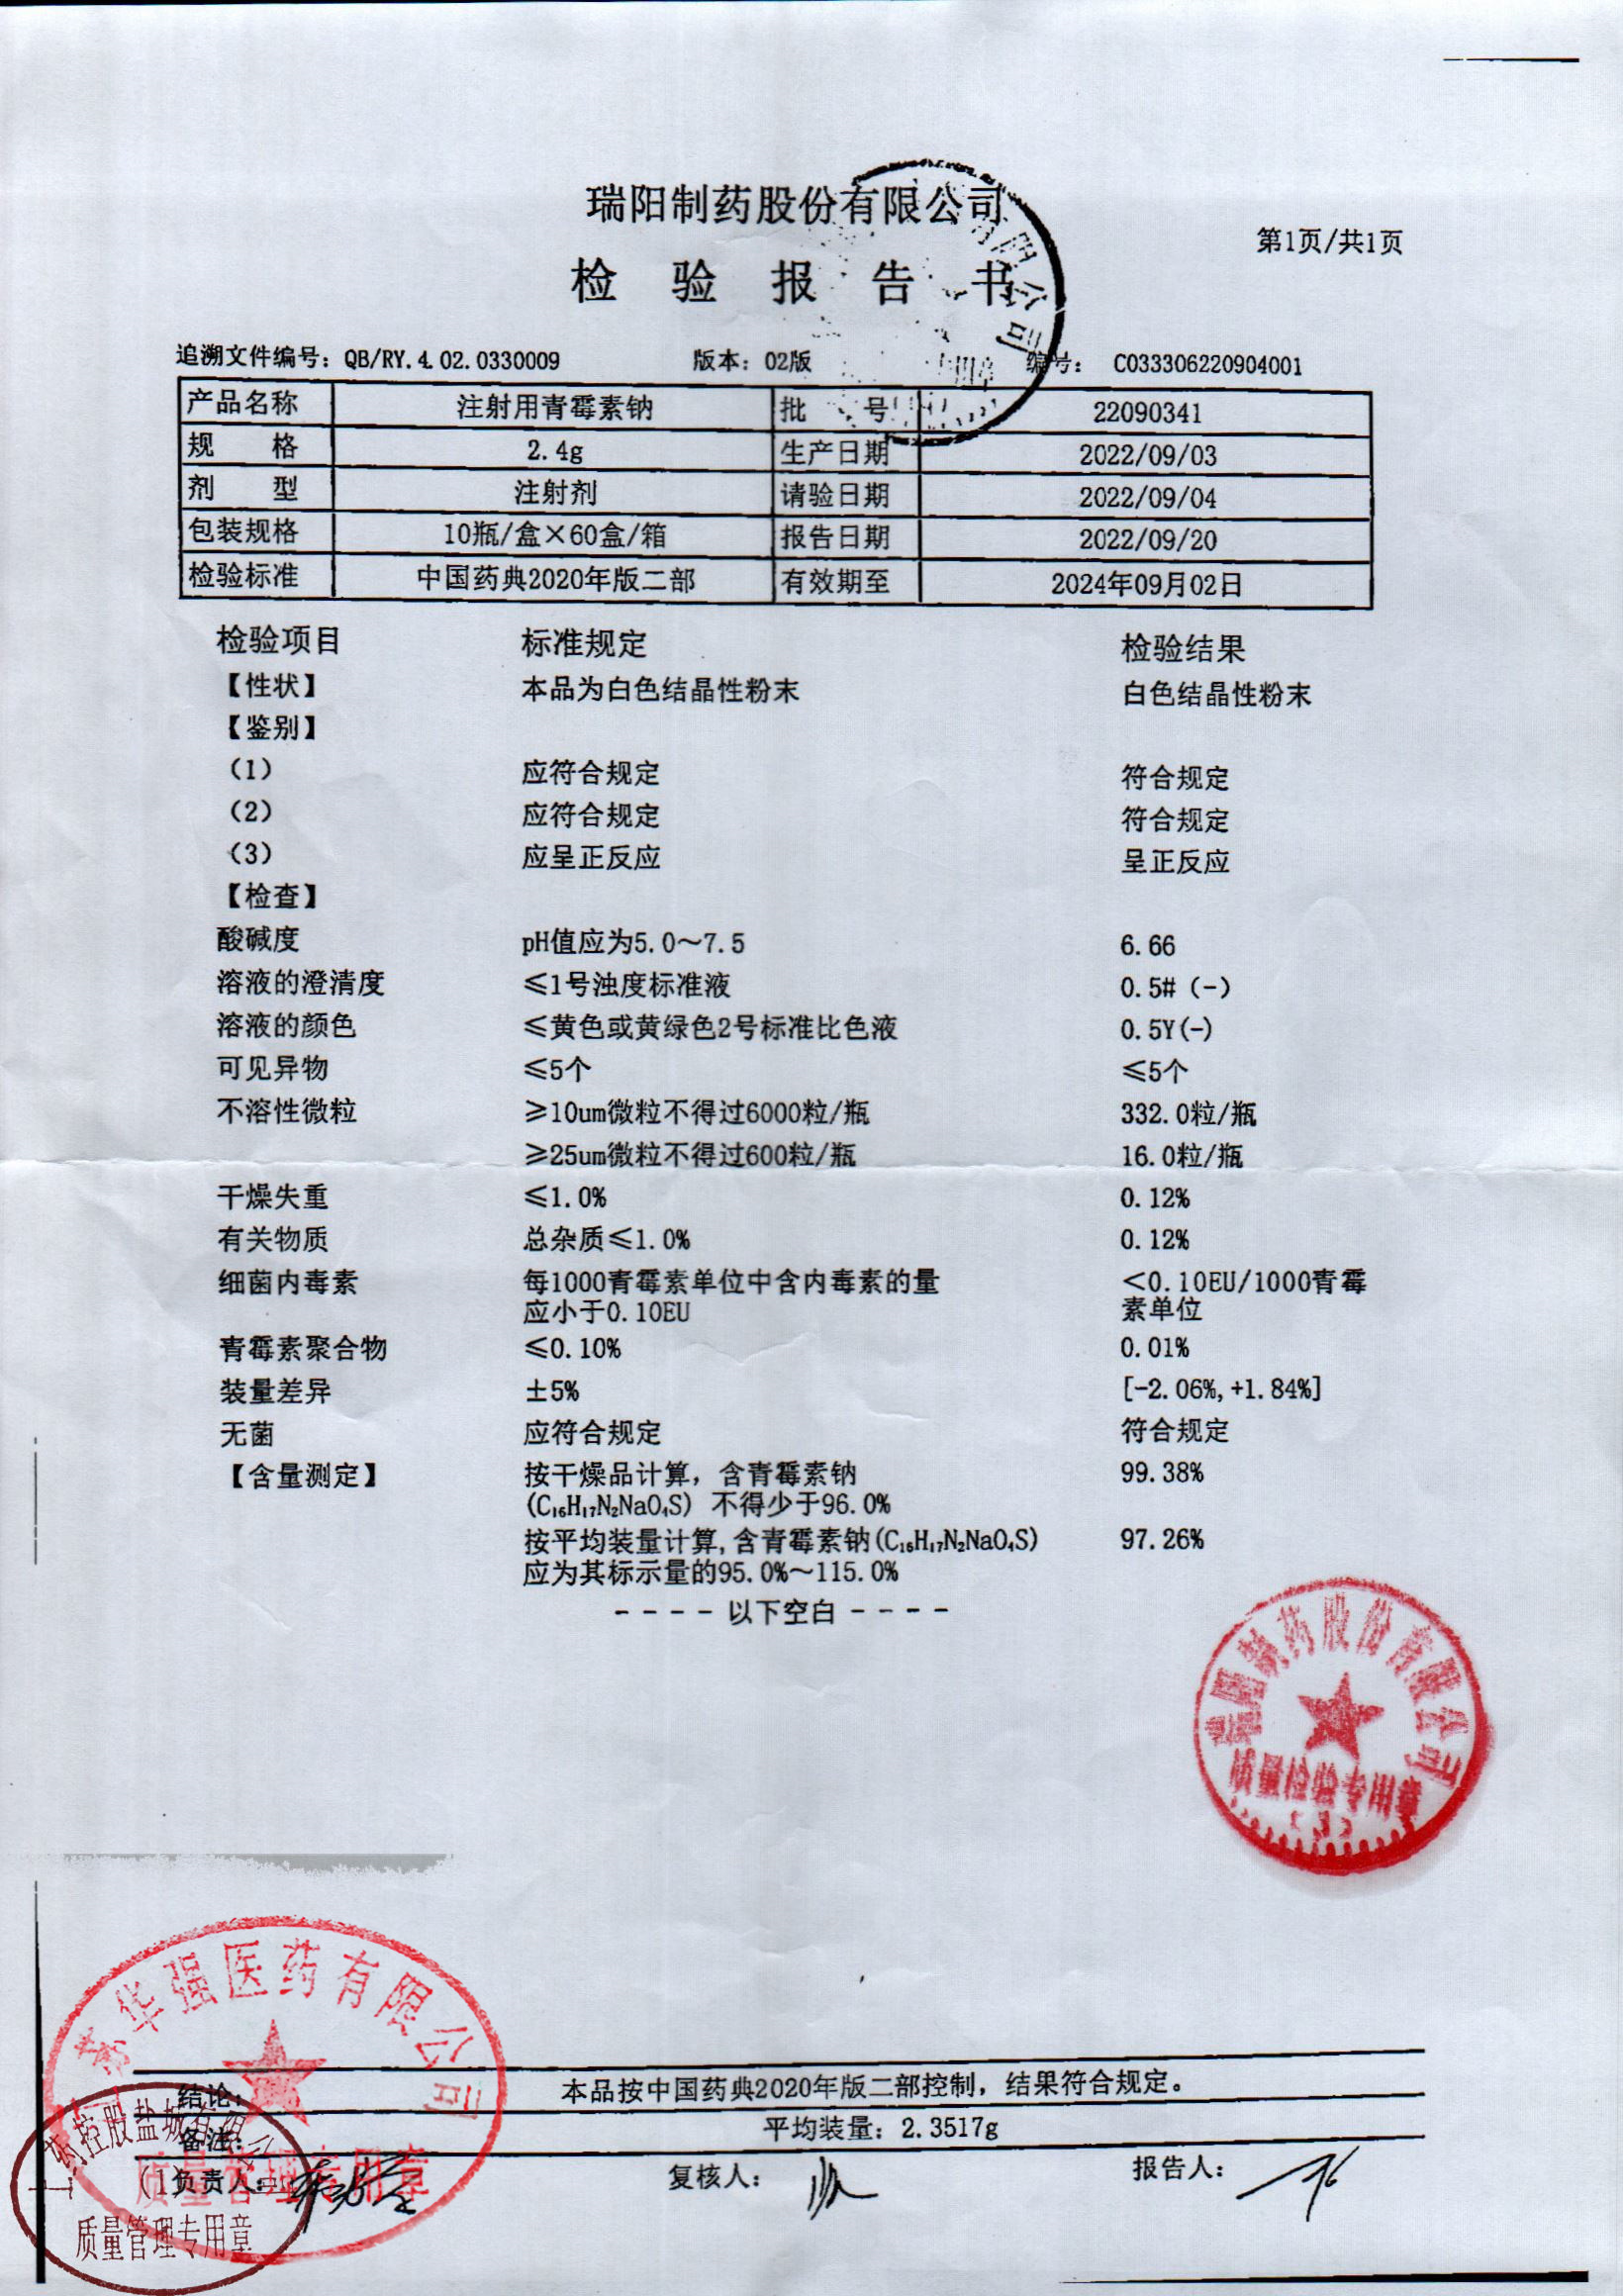 瑞阳制药股份有限公司
第1页/共1页
检 验 报 告 书
追溯文件编号：QB/RY.4.02.0330009 版本：02版 编号： C033306220904001
产品名称 注射用青霉素钠 批 号 22090341
规 格 2.4g 生产日期 2022/09/03
剂 型 注射剂 请验日期 2022/09/04
包装规格 10瓶/盒×60盒/箱 报告日期 2022/09/20
检验标准 中国药典2020年版二部 有效期至 2024年09月02日
检验项目 标准规定 检验结果
【性状】 本品为白色结晶性粉末 白色结晶性粉末
【鉴别】
(1) 应符合规定 符合规定
(2) 应符合规定 符合规定
(3) 应呈正反应 呈正反应
【检查】
酸碱度 pH值应为5.0～7.5 6.66
溶液的澄清度 ≤1号浊度标准液 0.5#（-）
溶液的颜色 ≤黄色或黄绿色2号标准比色液 0.5Y(-)
可见异物 ≤5个 ≤5个
不溶性微粒 ≥10um微粒不得过6000粒/瓶 332.0粒/瓶
≥25um微粒不得过600粒/瓶 16.0粒/瓶
干燥失重 ≤1.0% 0.12%
有关物质 总杂质≤1.0% 0.12%
细菌内毒素 每1000青霉素单位中含内毒素的量 <0.10EU/1000青霉
应小于0.10EU 素单位
青霉素聚合物 ≤0.10% 0.01%
装量差异 ±5% [-2.06%,+1.84%]
无菌 应符合规定 符合规定
【含量测定】 按干燥品计算，含青霉素钠 99.38%
(C₁₆H₁₇N₂NaO₄S) 不得少于96.0%
按平均装量计算,含青霉素钠(C₁₆H₁₇N₂NaO₄S) 97.26%
应为其标示量的95.0%～115.0%
---- 以下空白 ----
瑞阳制药股份有限公司
质量检验专用章
苏华强医药有限公司
质量管理专用章
结论： 本品按中国药典2020年版二部控制，结果符合规定。
备注： 平均装量：2.3517g
(1)负责人： 复核人： 报告人：
控股盐城有限公
质量管理专用章